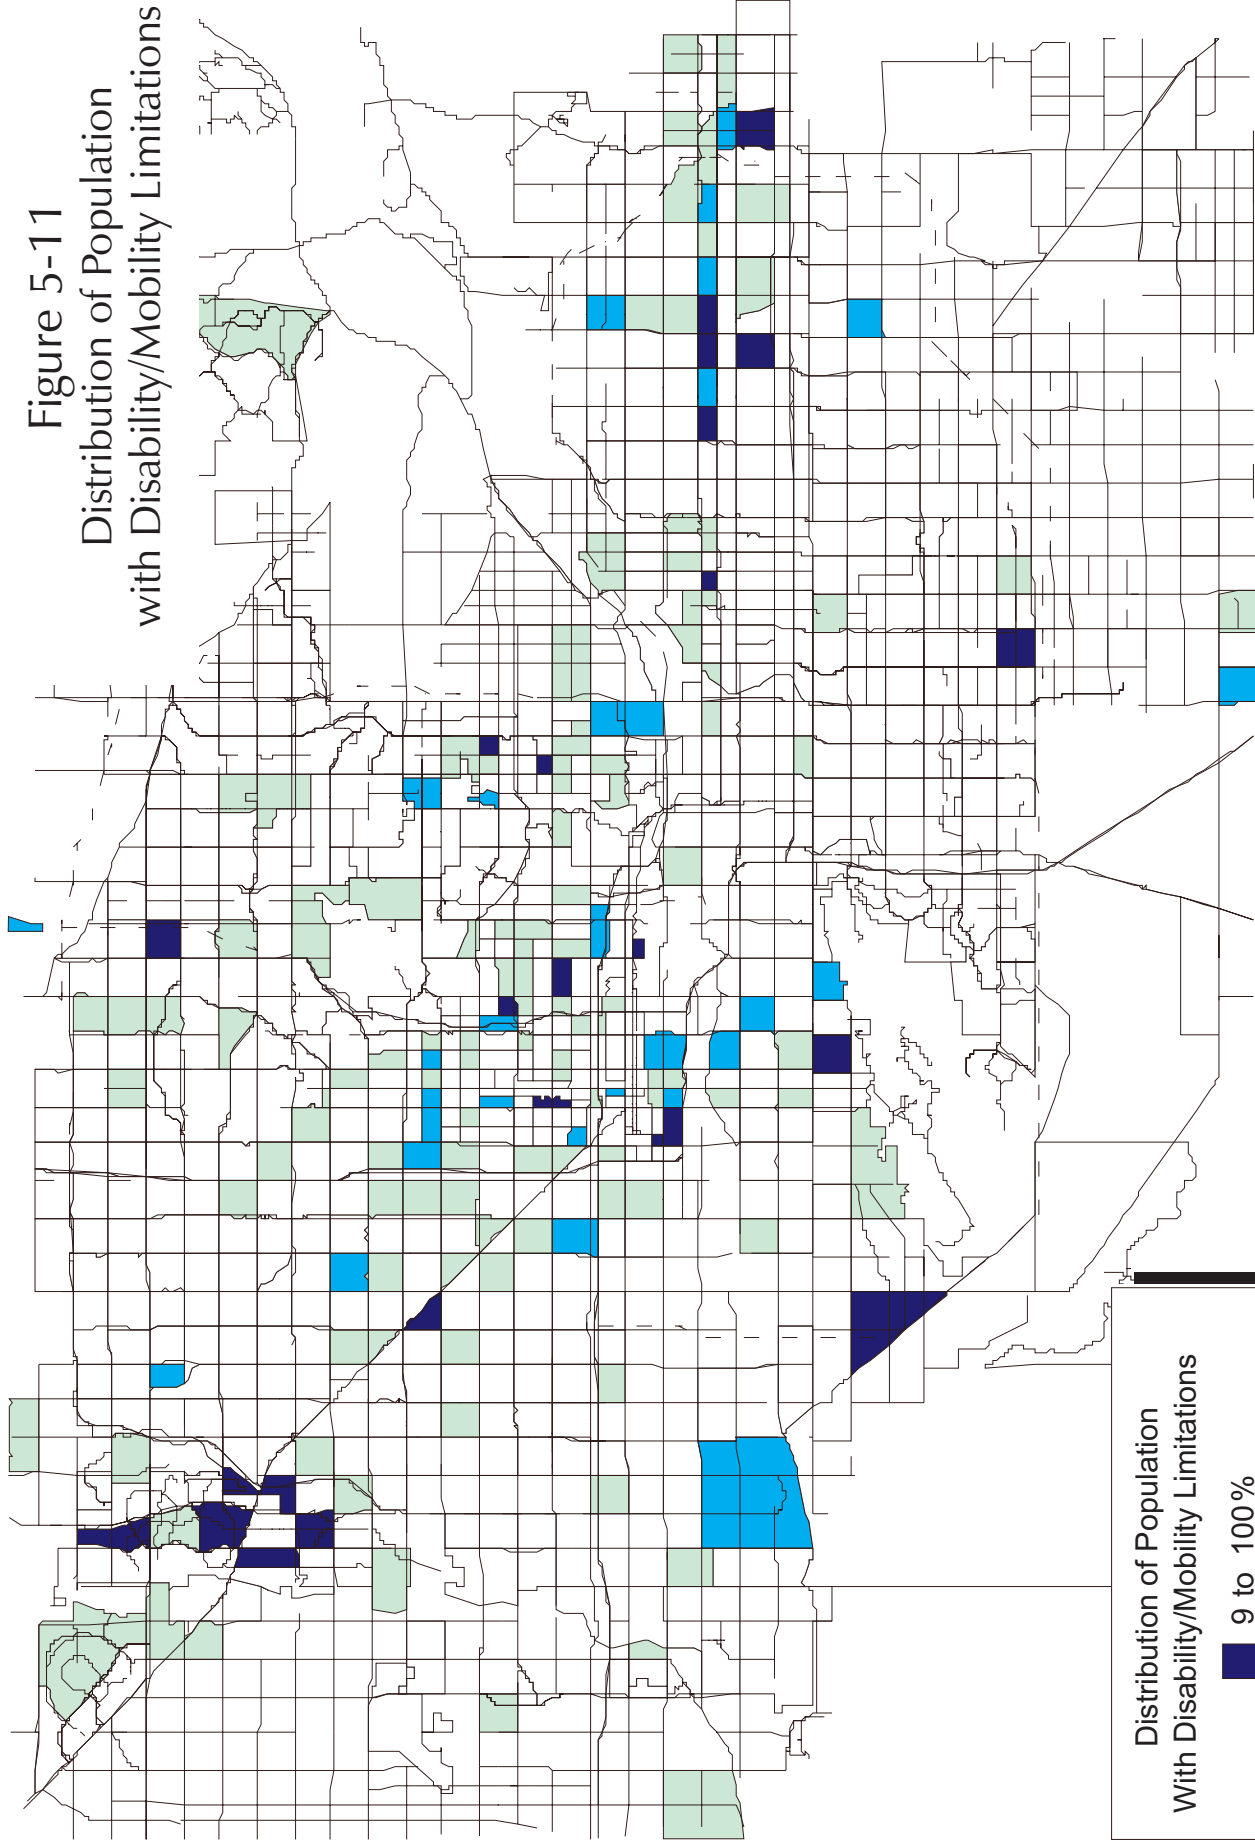 Figure 5-11
Distribution of Population
with Disability/Mobility Limitations
Distribution of Population
With Disability/Mobility Limitations
9 to 100%